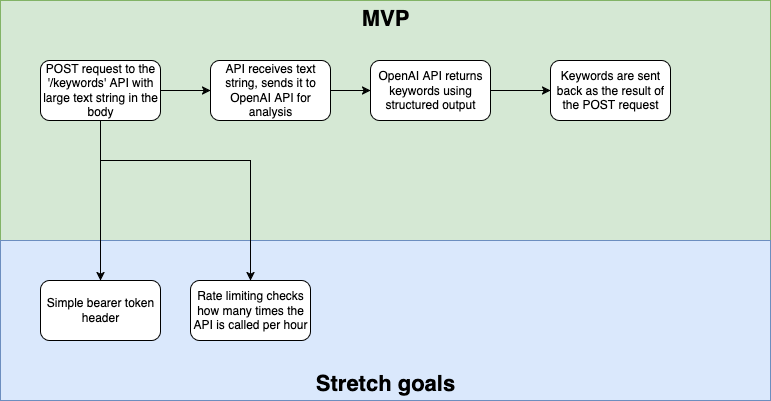 MVP
POST request to the
'/keywords' API with
large text string in the
body
API receives text
string, sends it to
OpenAI API for
analysis
OpenAI API returns
keywords using
structured output
Keywords are sent
back as the result of
the POST request
Simple bearer token
header
Rate limiting checks
how many times the
API is called per hour
Stretch goals